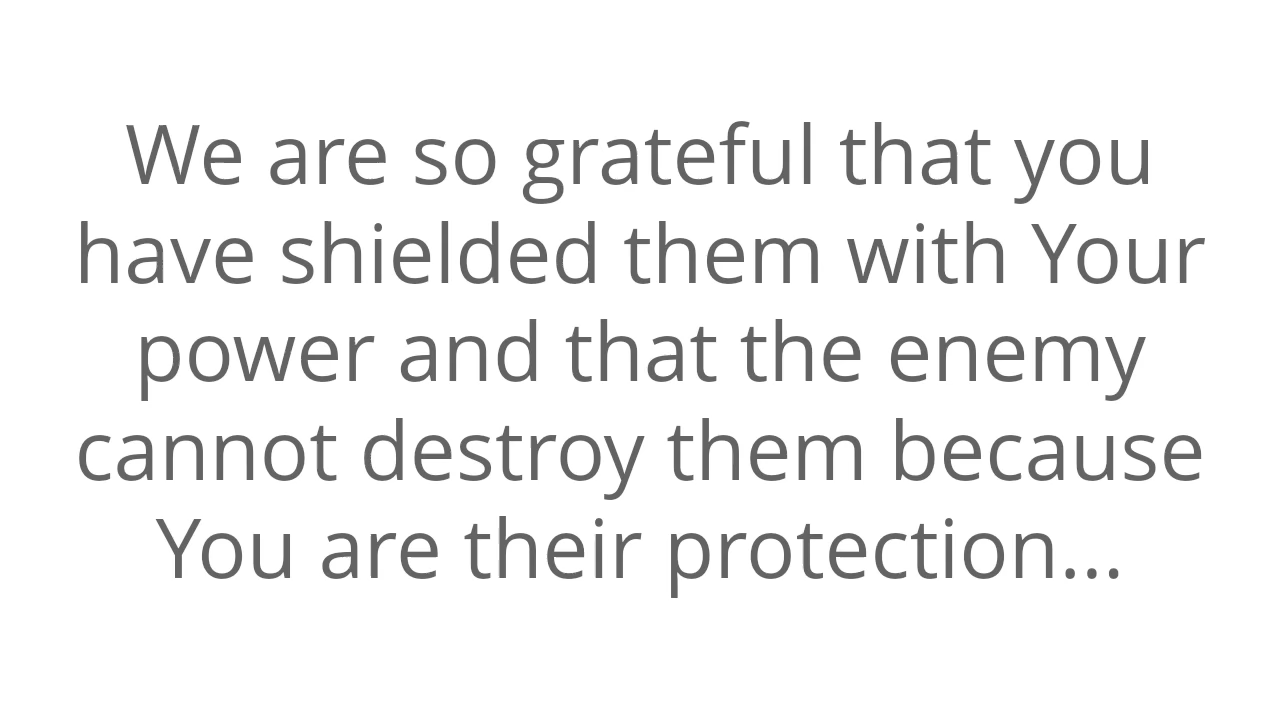 We are so grateful that you
have shielded them with Your
power and that the enemy
cannot destroy them because
You are their protection...